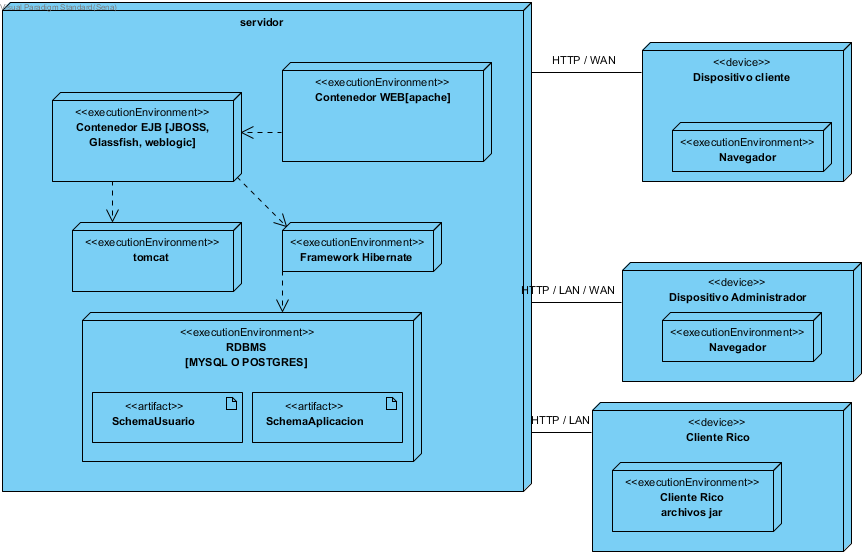 Visual Paradigm Standard(Sena)
servidor
<<executionEnvironment>>
Contenedor WEB[apache]
<<executionEnvironment>>
Contenedor EJB [JBOSS,
Glassfish, weblogic]
<<executionEnvironment>>
tomcat
<<executionEnvironment>>
Framework Hibernate
<<executionEnvironment>>
RDBMS
[MYSQL O POSTGRES]
<<artifact>>
SchemaUsuario
<<artifact>>
SchemaAplicacion
HTTP / WAN
<<device>>
Dispositivo cliente
<<executionEnvironment>>
Navegador
HTTP / LAN / WAN
<<device>>
Dispositivo Administrador
<<executionEnvironment>>
Navegador
HTTP / LAN
<<device>>
Cliente Rico
<<executionEnvironment>>
Cliente Rico
archivos jar